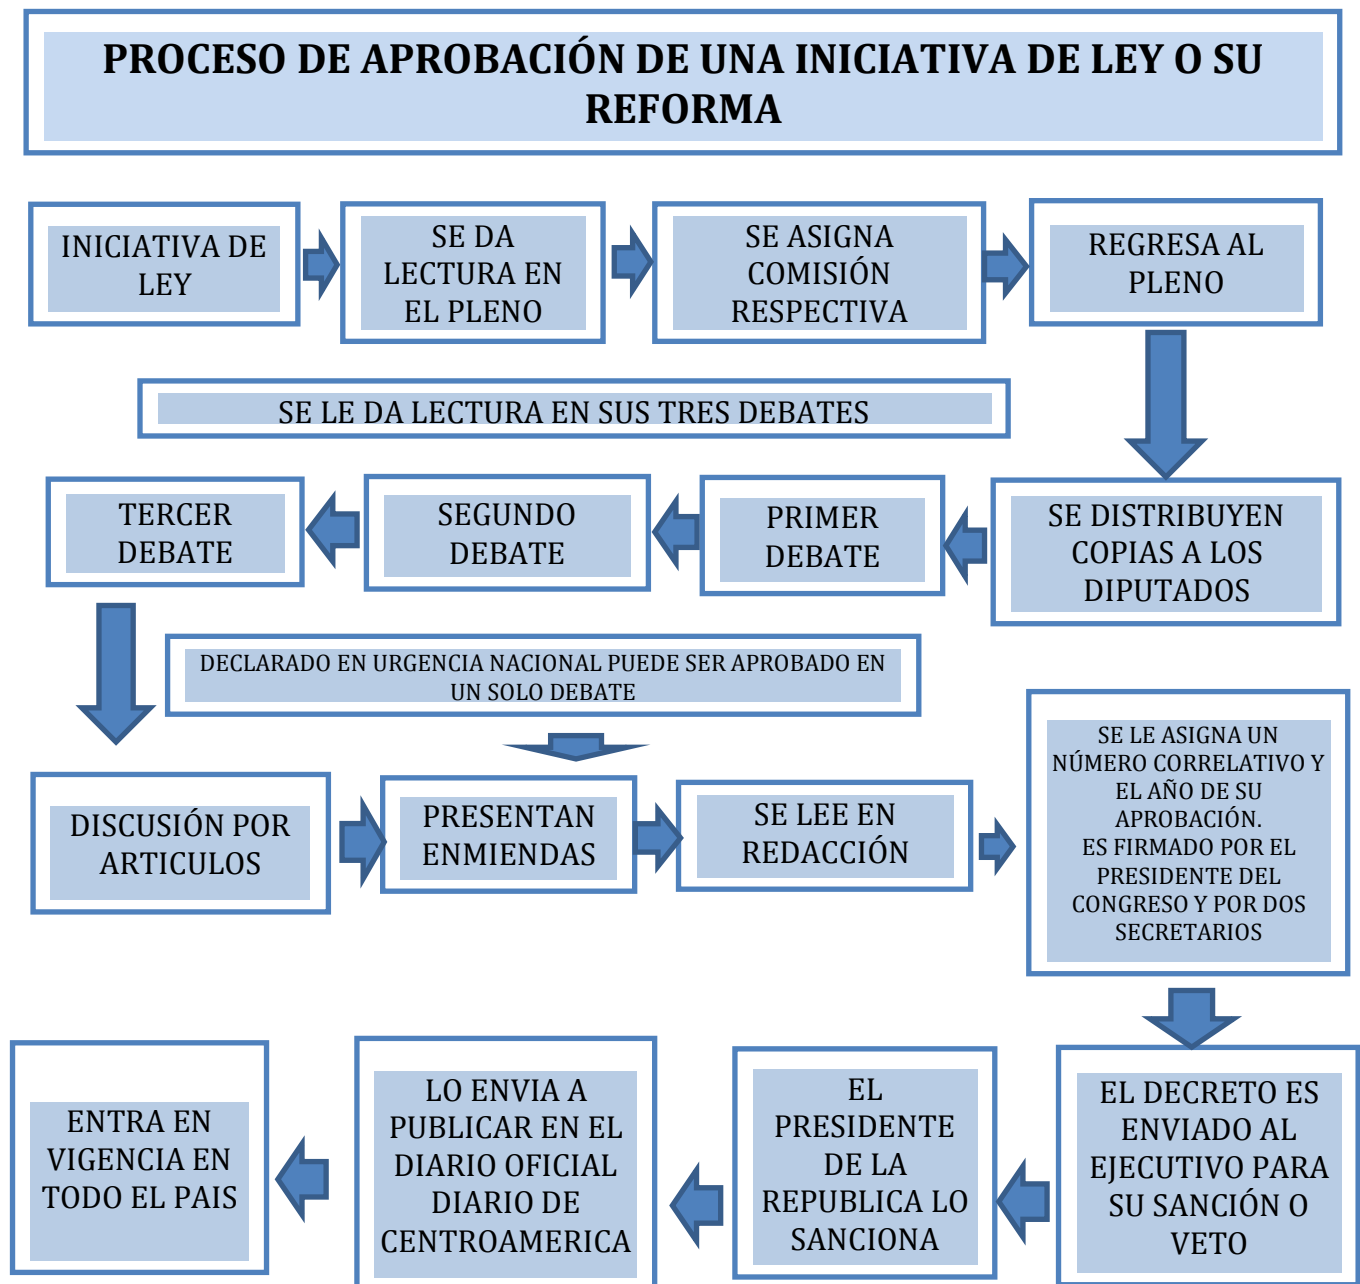 PROCESO DE APROBACIÓN DE UNA INICIATIVA DE LEY O SU
REFORMA
INICIATIVA DE
LEY
SE DA
LECTURA EN
EL PLENO
SE ASIGNA
COMISIÓN
RESPECTIVA
REGRESA AL
PLENO
SE LE DA LECTURA EN SUS TRES DEBATES
SE DISTRIBUYEN
COPIAS A LOS
DIPUTADOS
PRIMER
DEBATE
SEGUNDO
DEBATE
TERCER
DEBATE
DECLARADO EN URGENCIA NACIONAL PUEDE SER APROBADO EN
UN SOLO DEBATE
DISCUSIÓN POR
ARTICULOS
PRESENTAN
ENMIENDAS
SE LEE EN
REDACCIÓN
SE LE ASIGNA UN
NÚMERO CORRELATIVO Y
EL AÑO DE SU
APROBACIÓN.
ES FIRMADO POR EL
PRESIDENTE DEL
CONGRESO Y POR DOS
SECRETARIOS
EL DECRETO ES
ENVIADO AL
EJECUTIVO PARA
SU SANCIÓN O
VETO
EL
PRESIDENTE
DE LA
REPUBLICA LO
SANCIONA
LO ENVIA A
PUBLICAR EN EL
DIARIO OFICIAL
DIARIO DE
CENTROAMERICA
ENTRA EN
VIGENCIA EN
TODO EL PAIS